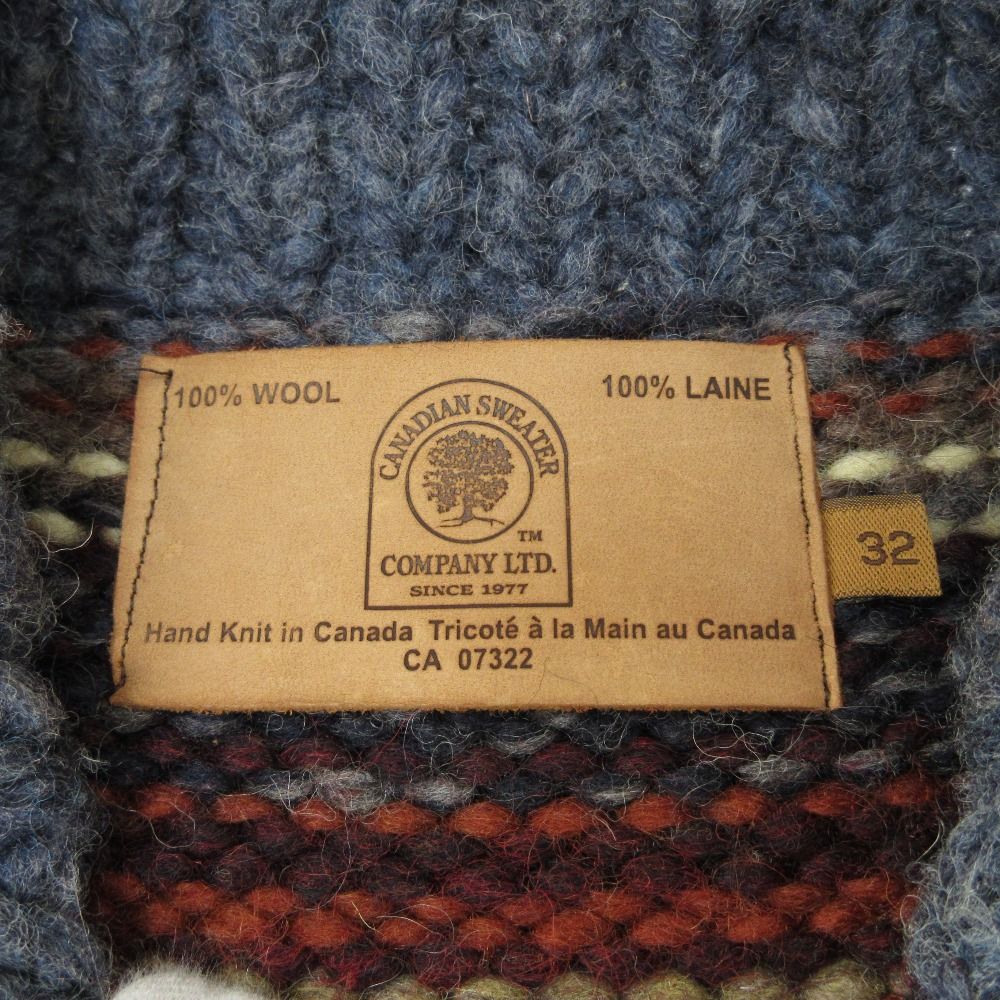 100% WOOL
100% LAINE
CANADIAN SWEATER
TM
COMPANY LTD.
SINCE 1977
Hand Knit in Canada Tricoté à la Main au Canada
CA 07322
32